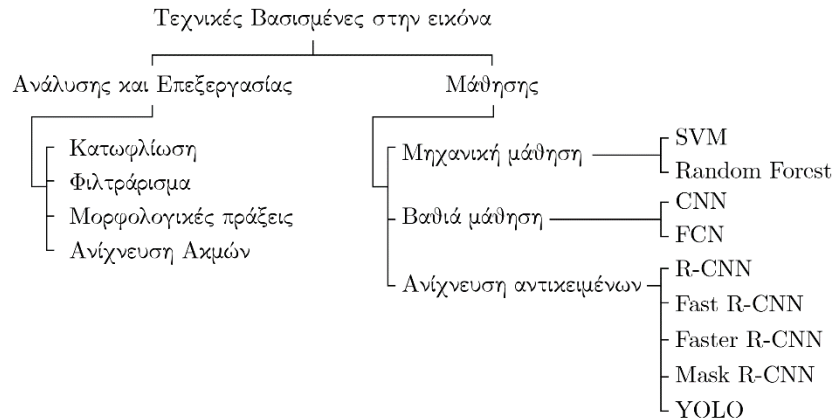 Τεχνικές Βασισμένες στην εικόνα
Ανάλυσης και Επεξεργασίας
Κατωφλίωση
Φιλτράρισμα
Μορφολογικές πράξεις
Ανίχνευση Ακμών
Μάθησης
Μηχανική μάθηση
SVM
Random Forest
Βαθιά μάθηση
CNN
FCN
Ανίχνευση αντικειμένων
R-CNN
Fast R-CNN
Faster R-CNN
Mask R-CNN
YOLO